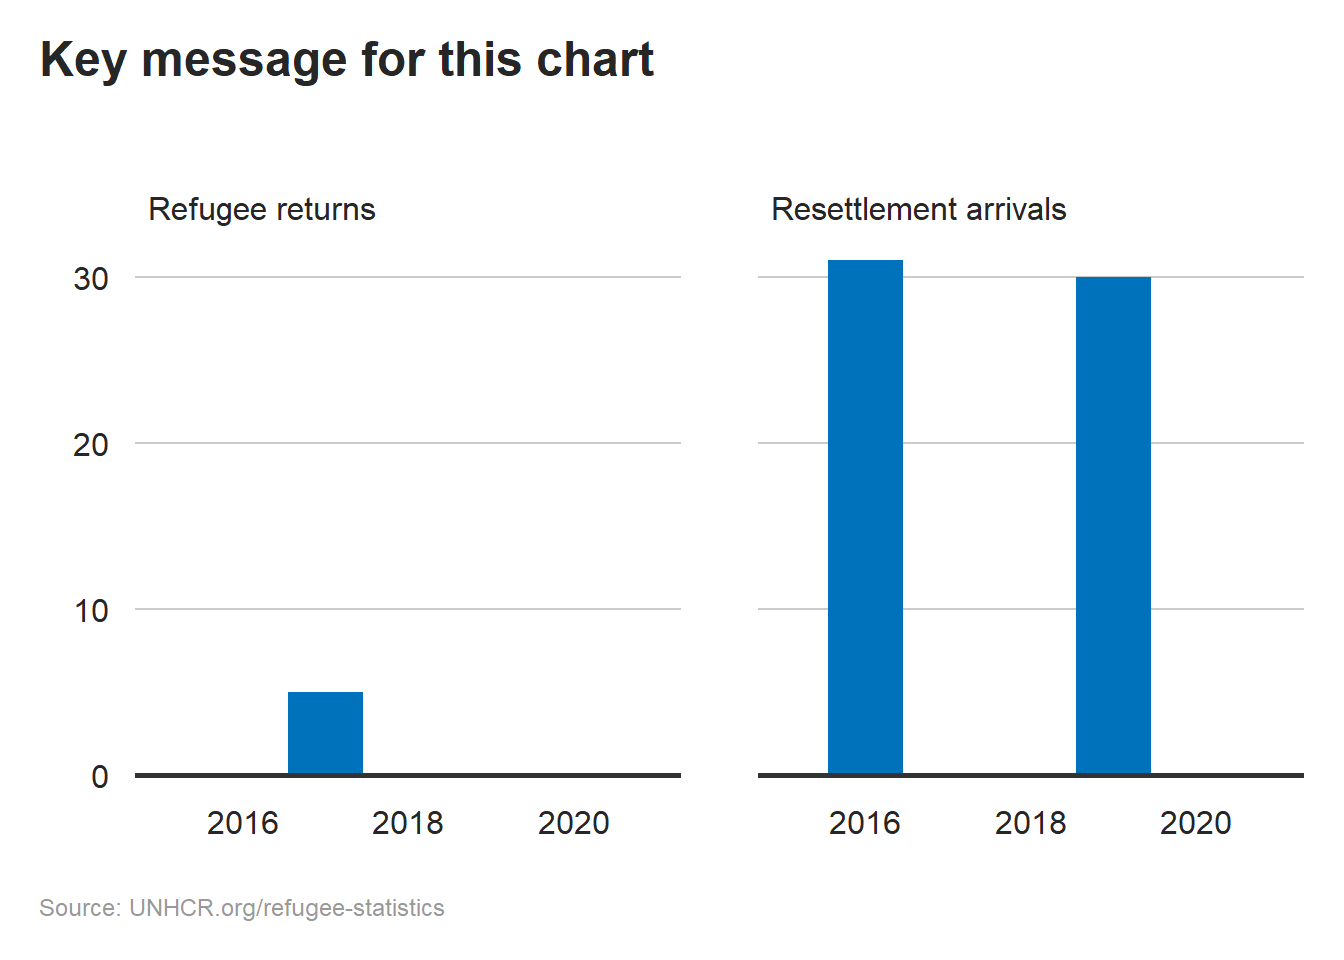 Key message for this chart
Refugee returns
Resettlement arrivals
30
20
10
0
2016 2018 2020
2016 2018 2020
Source: UNHCR.org/refugee-statistics